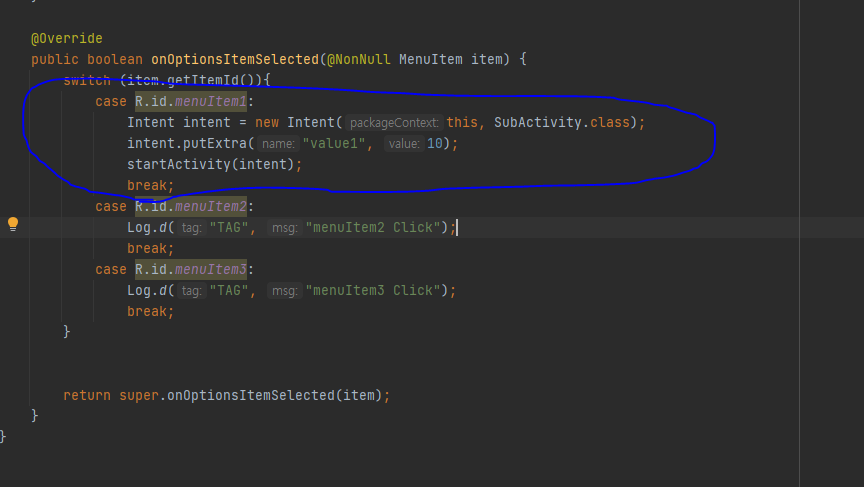 @Override
public boolean onOptionsItemSelected(@NonNull MenuItem item) {
switch (item.getItemId()){
case R.id.menuItem1:
Intent intent = new Intent( packageContext: this, SubActivity.class);
intent.putExtra( name: "value1", value: 10);
startActivity(intent);
break;
case R.id.menuItem2:
Log.d( tag: "TAG", msg: "menuItem2 Click");
break;
case R.id.menuItem3:
Log.d( tag: "TAG", msg: "menuItem3 Click");
break;
}
return super.onOptionsItemSelected(item);
}
}